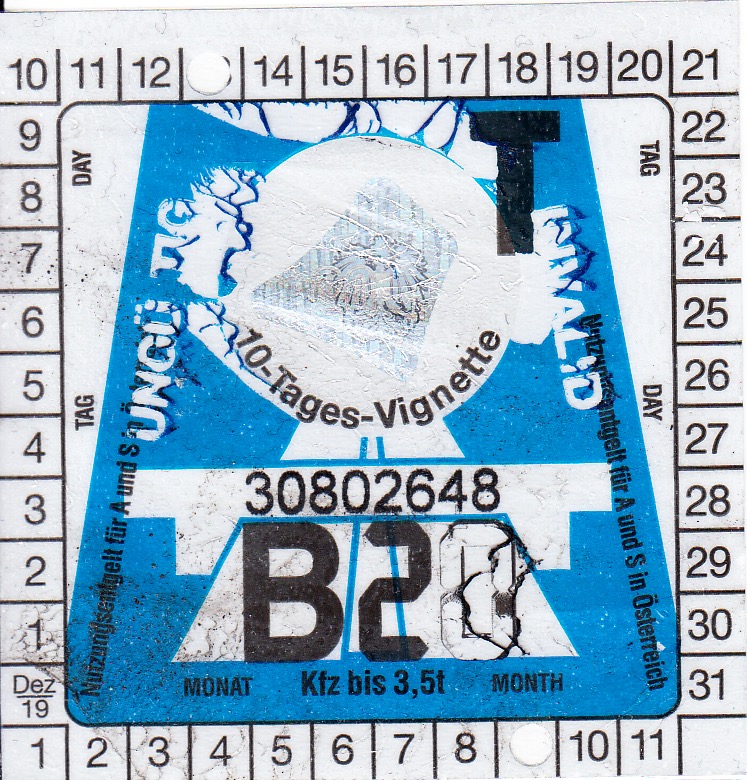 10 11 12 14 15 16 17 18 19 20 21
9
8
7
6
5
4
3
2
1
Dez
19
22
23
24
25
26
27
28
29
30
31
DAY
TAG
TAG
DAY
T
UNGÜLTIG
INVALID
10-Tages-Vignette
Nutzungsentgelt für A und S in Österreich
Nutzungsentgelt für A und S in Österreich
30802648
B2
MONAT Kfz bis 3,5t MONTH
1 2 3 4 5 6 7 8 10 11